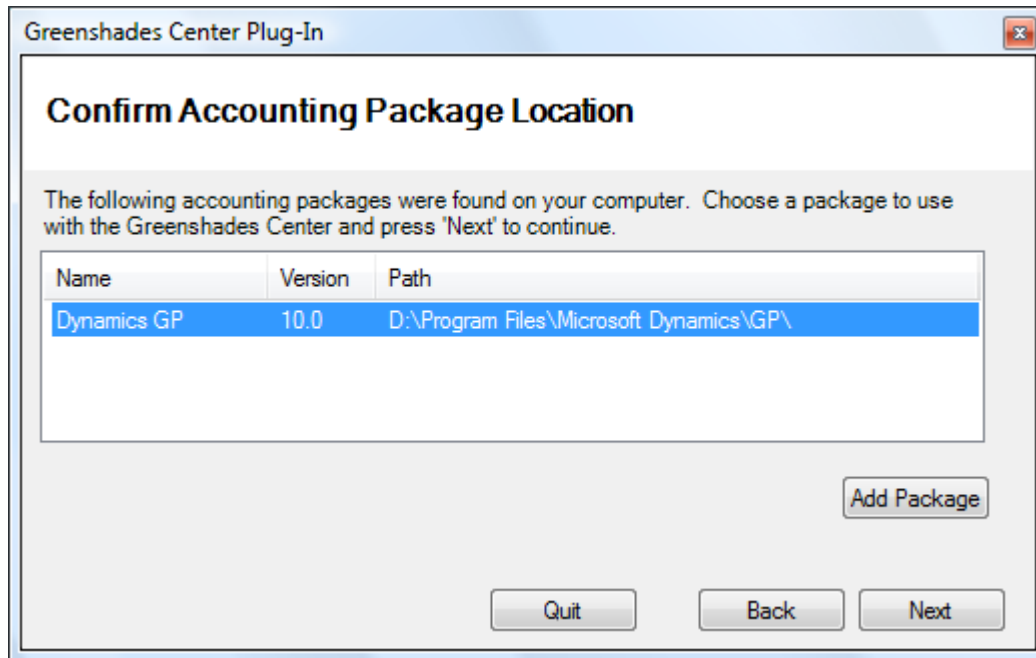 Greenshades Center Plug-In
Confirm Accounting Package Location
The following accounting packages were found on your computer.  Choose a package to use
with the Greenshades Center and press 'Next' to continue.
Name Version Path
Dynamics GP 10.0 D:\Program Files\Microsoft Dynamics\GP\
Add Package
Quit Back Next